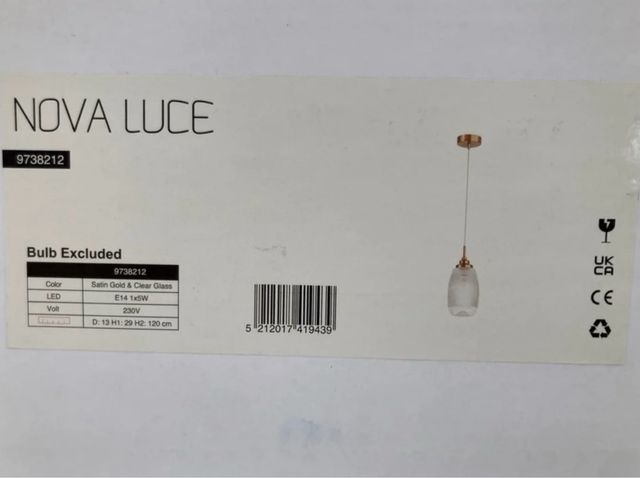 NOVA LUCE
9738212
Bulb Excluded
9738212
Color Satin Gold & Clear Glass
LED E14 1x5W
Volt 230V
D: 13 H1: 29 H2: 120 cm
5 212017 419439
UK
CA
CE